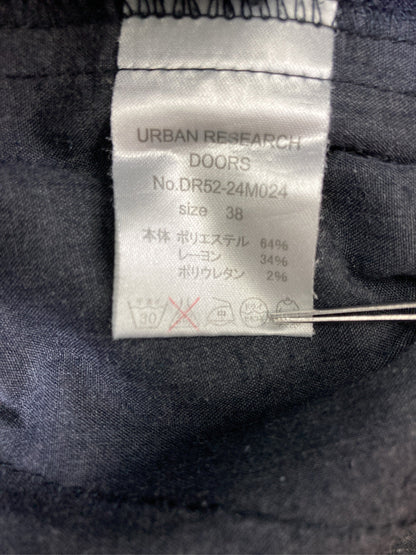 URBAN RESEARCH
DOORS
No.DR52-24M024
size 38
本体 ポリエステル 64%
レーヨン 34%
ポリウレタン 2%
30